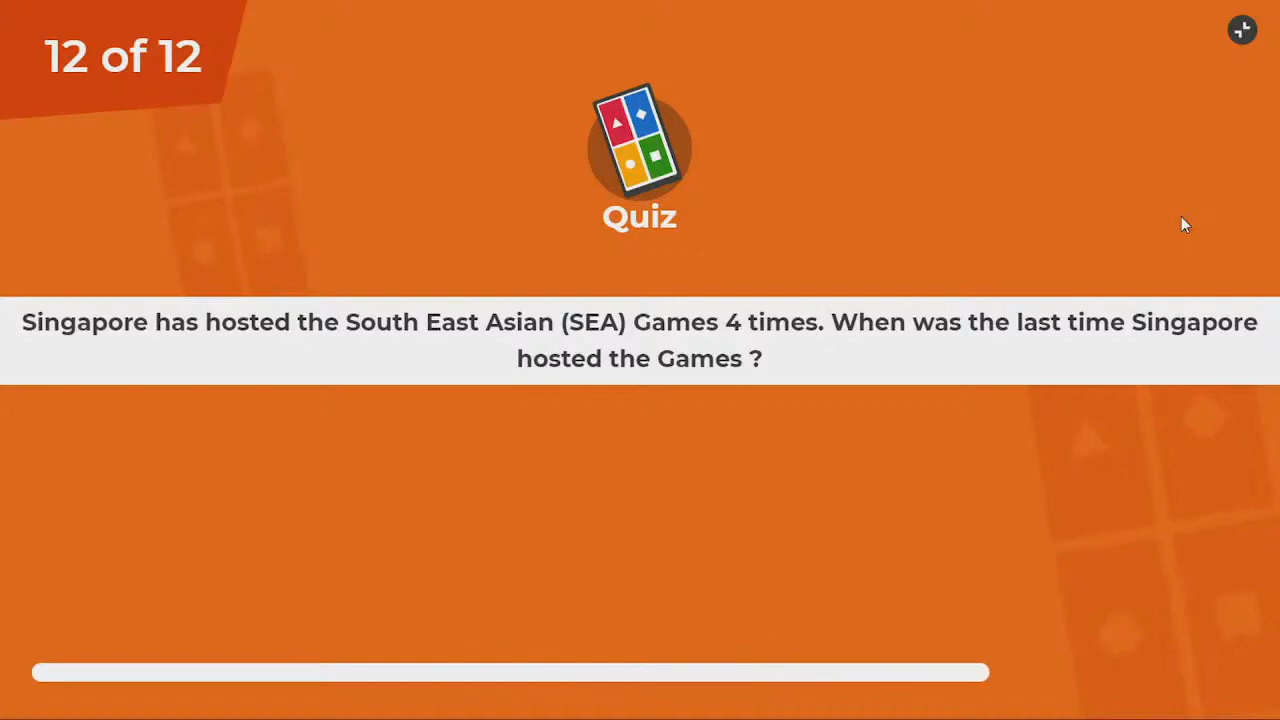 12 of 12
Quiz
Singapore has hosted the South East Asian (SEA) Games 4 times. When was the last time Singapore
hosted the Games ?